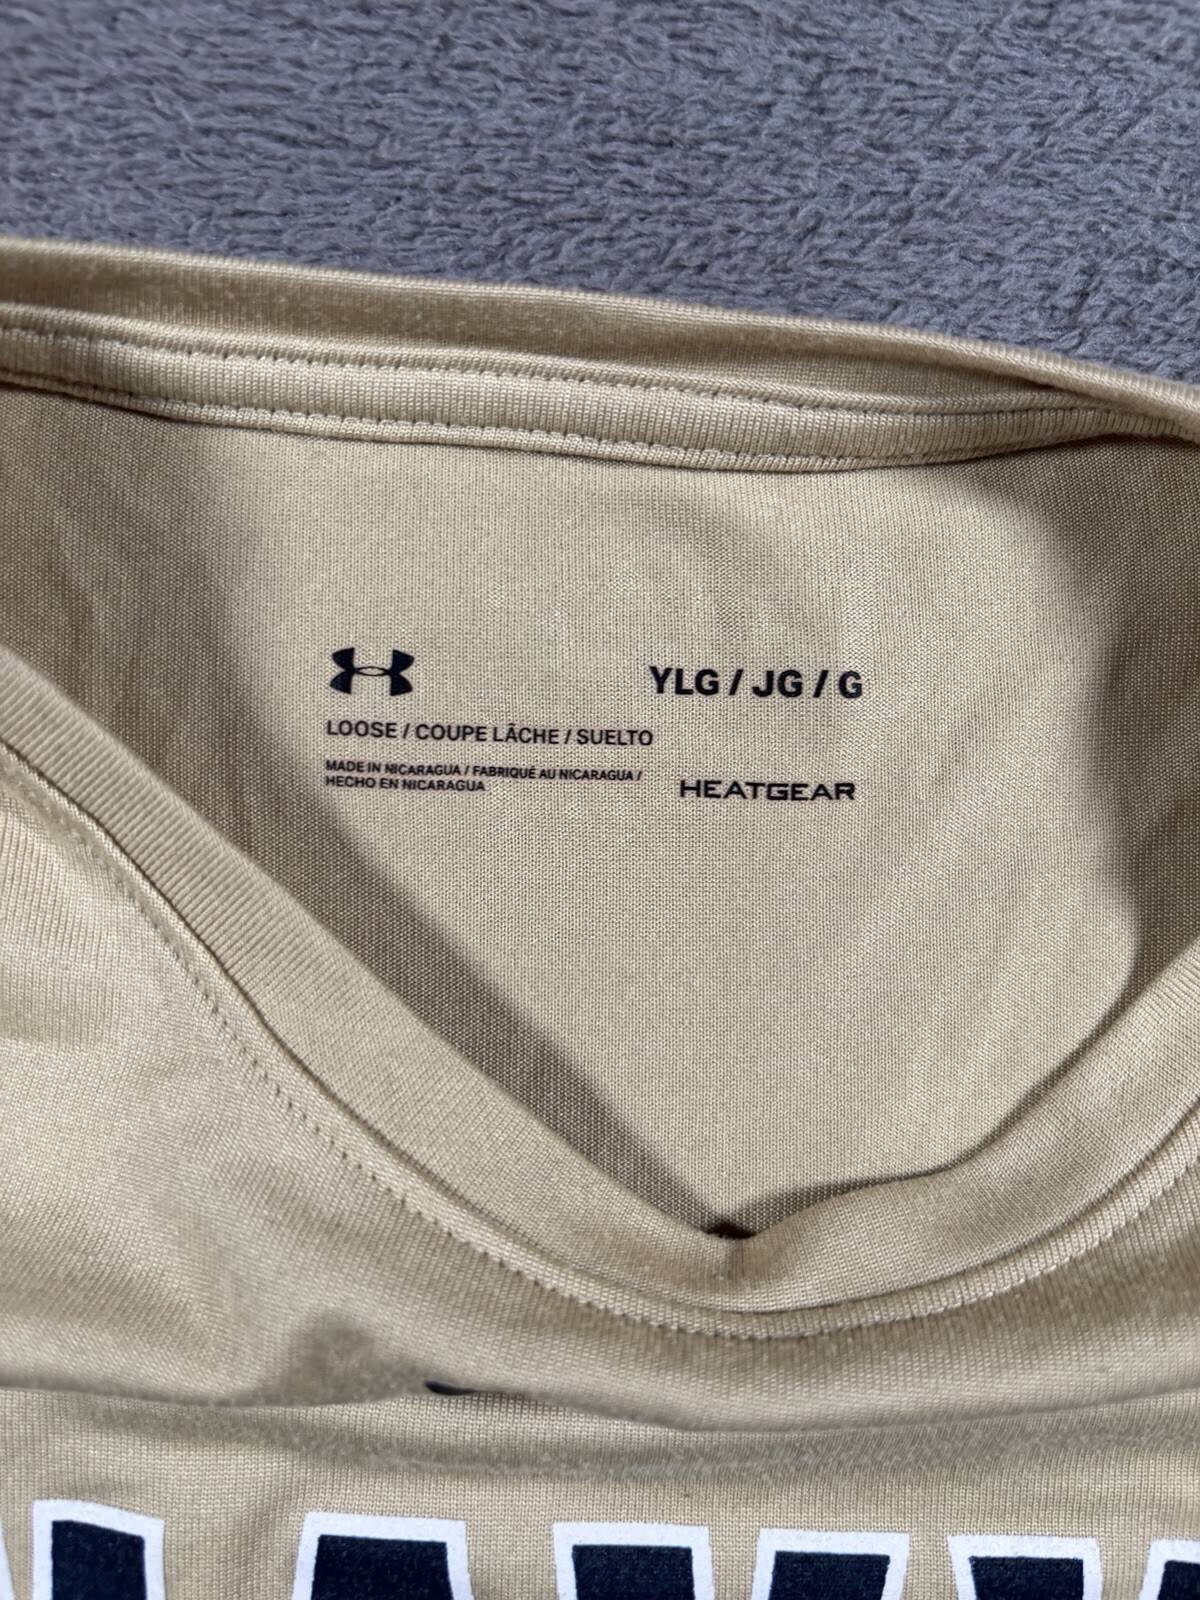 YLG / JG / G
LOOSE / COUPE LÂCHE / SUELTO
MADE IN NICARAGUA / FABRIQUÉ AU NICARAGUA /
HECHO EN NICARAGUA
HEATGEAR